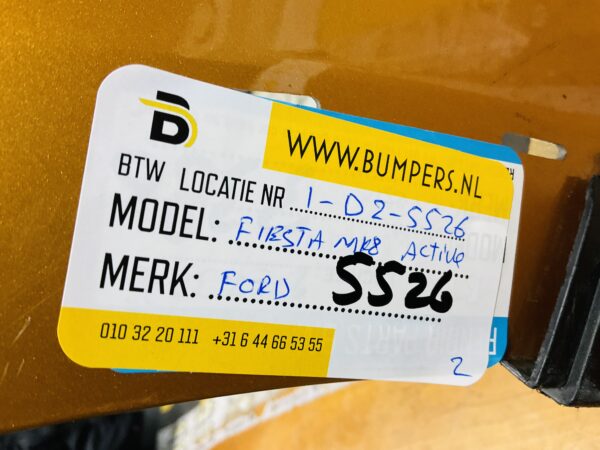 B
WWW.BUMPERS.NL
BTW LOCATIE NR 1-D2-5526
MODEL: FIESTA MK8 Active
MERK: FORD 5526
010 32 20 111 +31 6 44 66 53 55
2